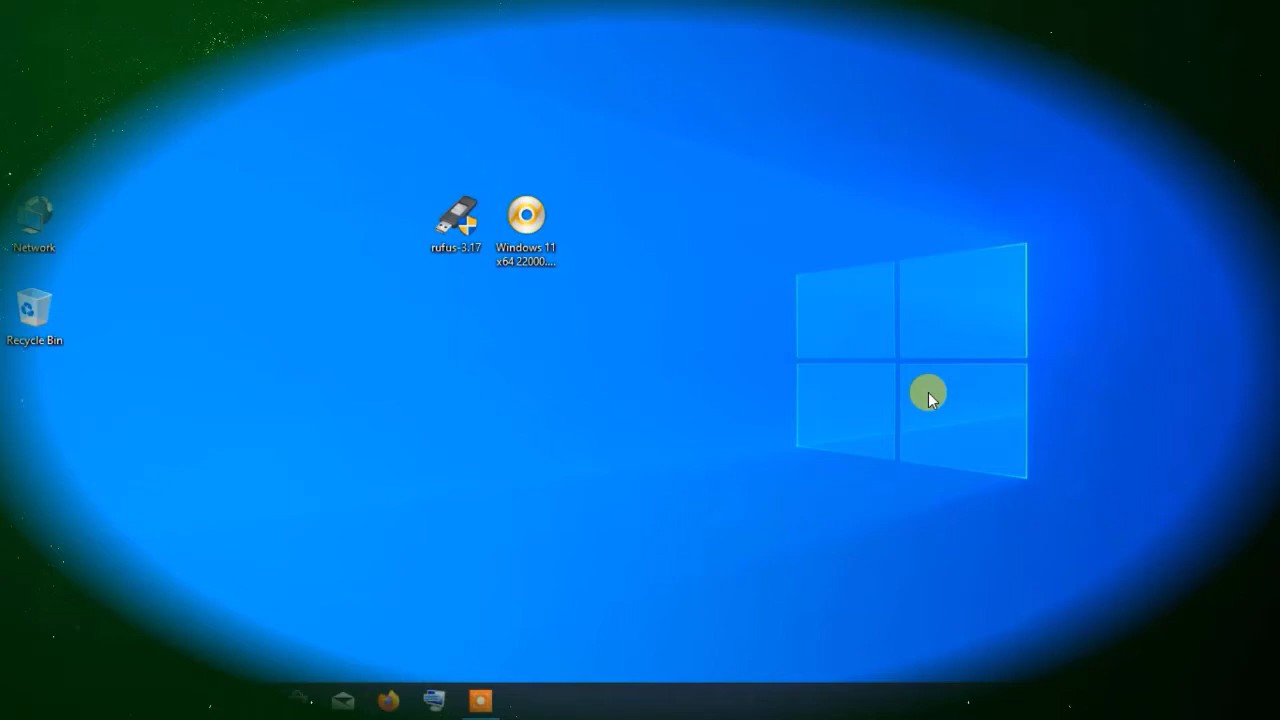 rufus-3.17
Windows 11
x64 22000....
Network
Recycle Bin